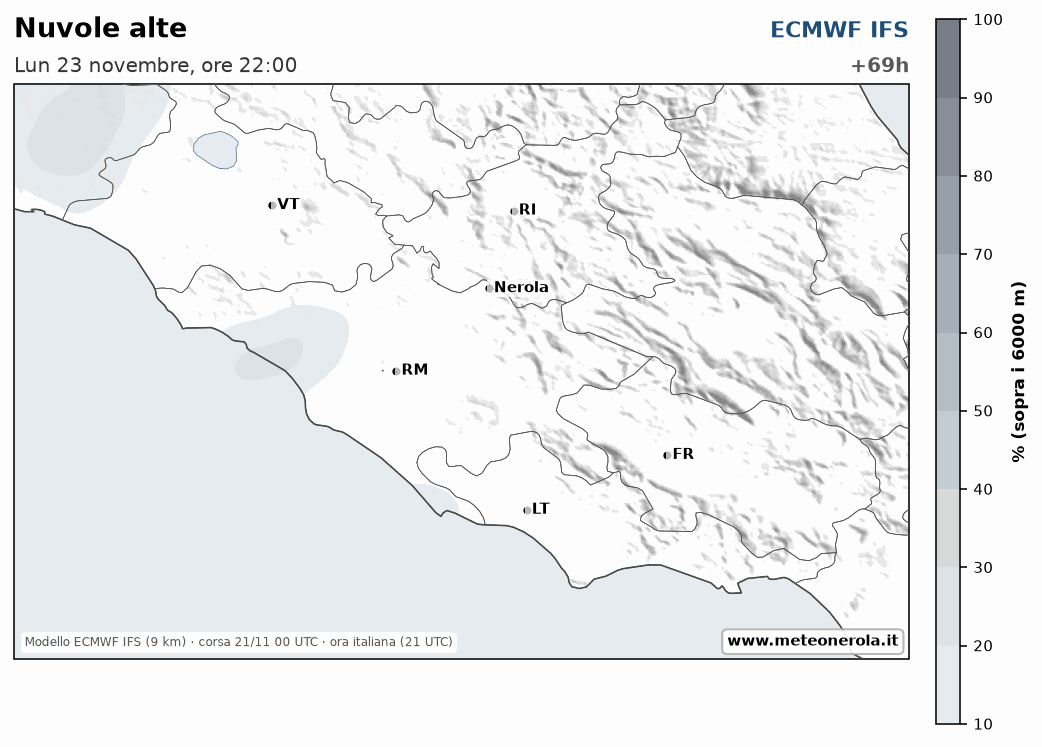 Nuvole alte
ECMWF IFS
Lun 23 novembre, ore 22:00
+69h
100
90
80
70
60
50
40
30
20
10
% (sopra i 6000 m)
VT
RI
Nerola
RM
FR
LT
Modello ECMWF IFS (9 km) · corsa 21/11 00 UTC · ora italiana (21 UTC)
www.meteonerola.it